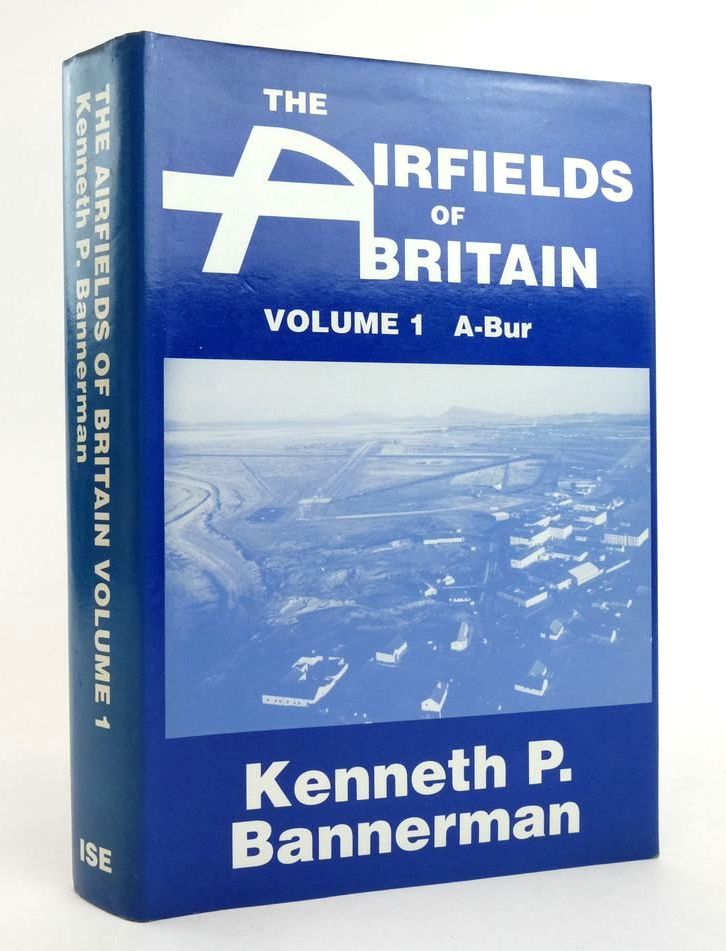 THE
AIRFIELDS
OF
BRITAIN
VOLUME 1 A-Bur
Kenneth P.
Bannerman
THE AIRFIELDS OF BRITAIN VOLUME 1
Kenneth P. Bannerman
ISE